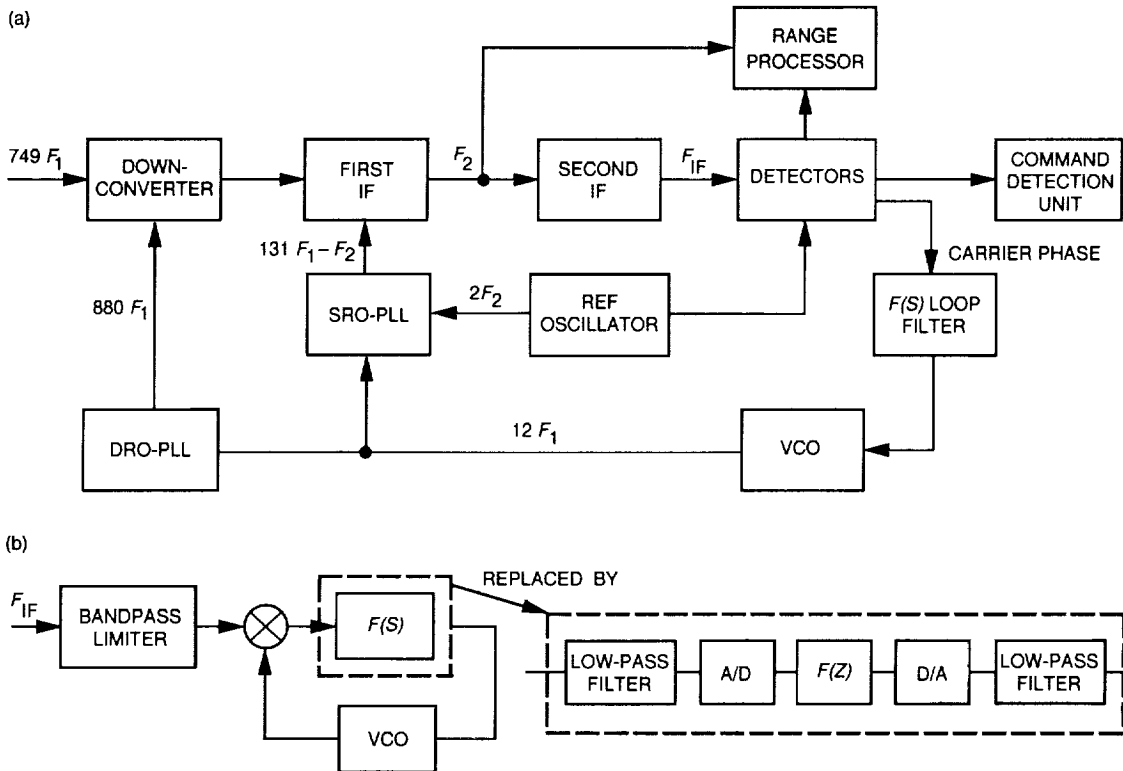 (a)
RANGE
PROCESSOR
749 F1
DOWN-
CONVERTER
FIRST
IF
F2
SECOND
IF
FIF
DETECTORS
COMMAND
DETECTION
UNIT
131 F1 – F2
CARRIER PHASE
880 F1
SRO-PLL
2F2
REF
OSCILLATOR
F(S) LOOP
FILTER
DRO-PLL
12 F1
VCO
(b)
FIF
BANDPASS
LIMITER
F(S)
REPLACED BY
LOW-PASS
FILTER
A/D
F(Z)
D/A
LOW-PASS
FILTER
VCO